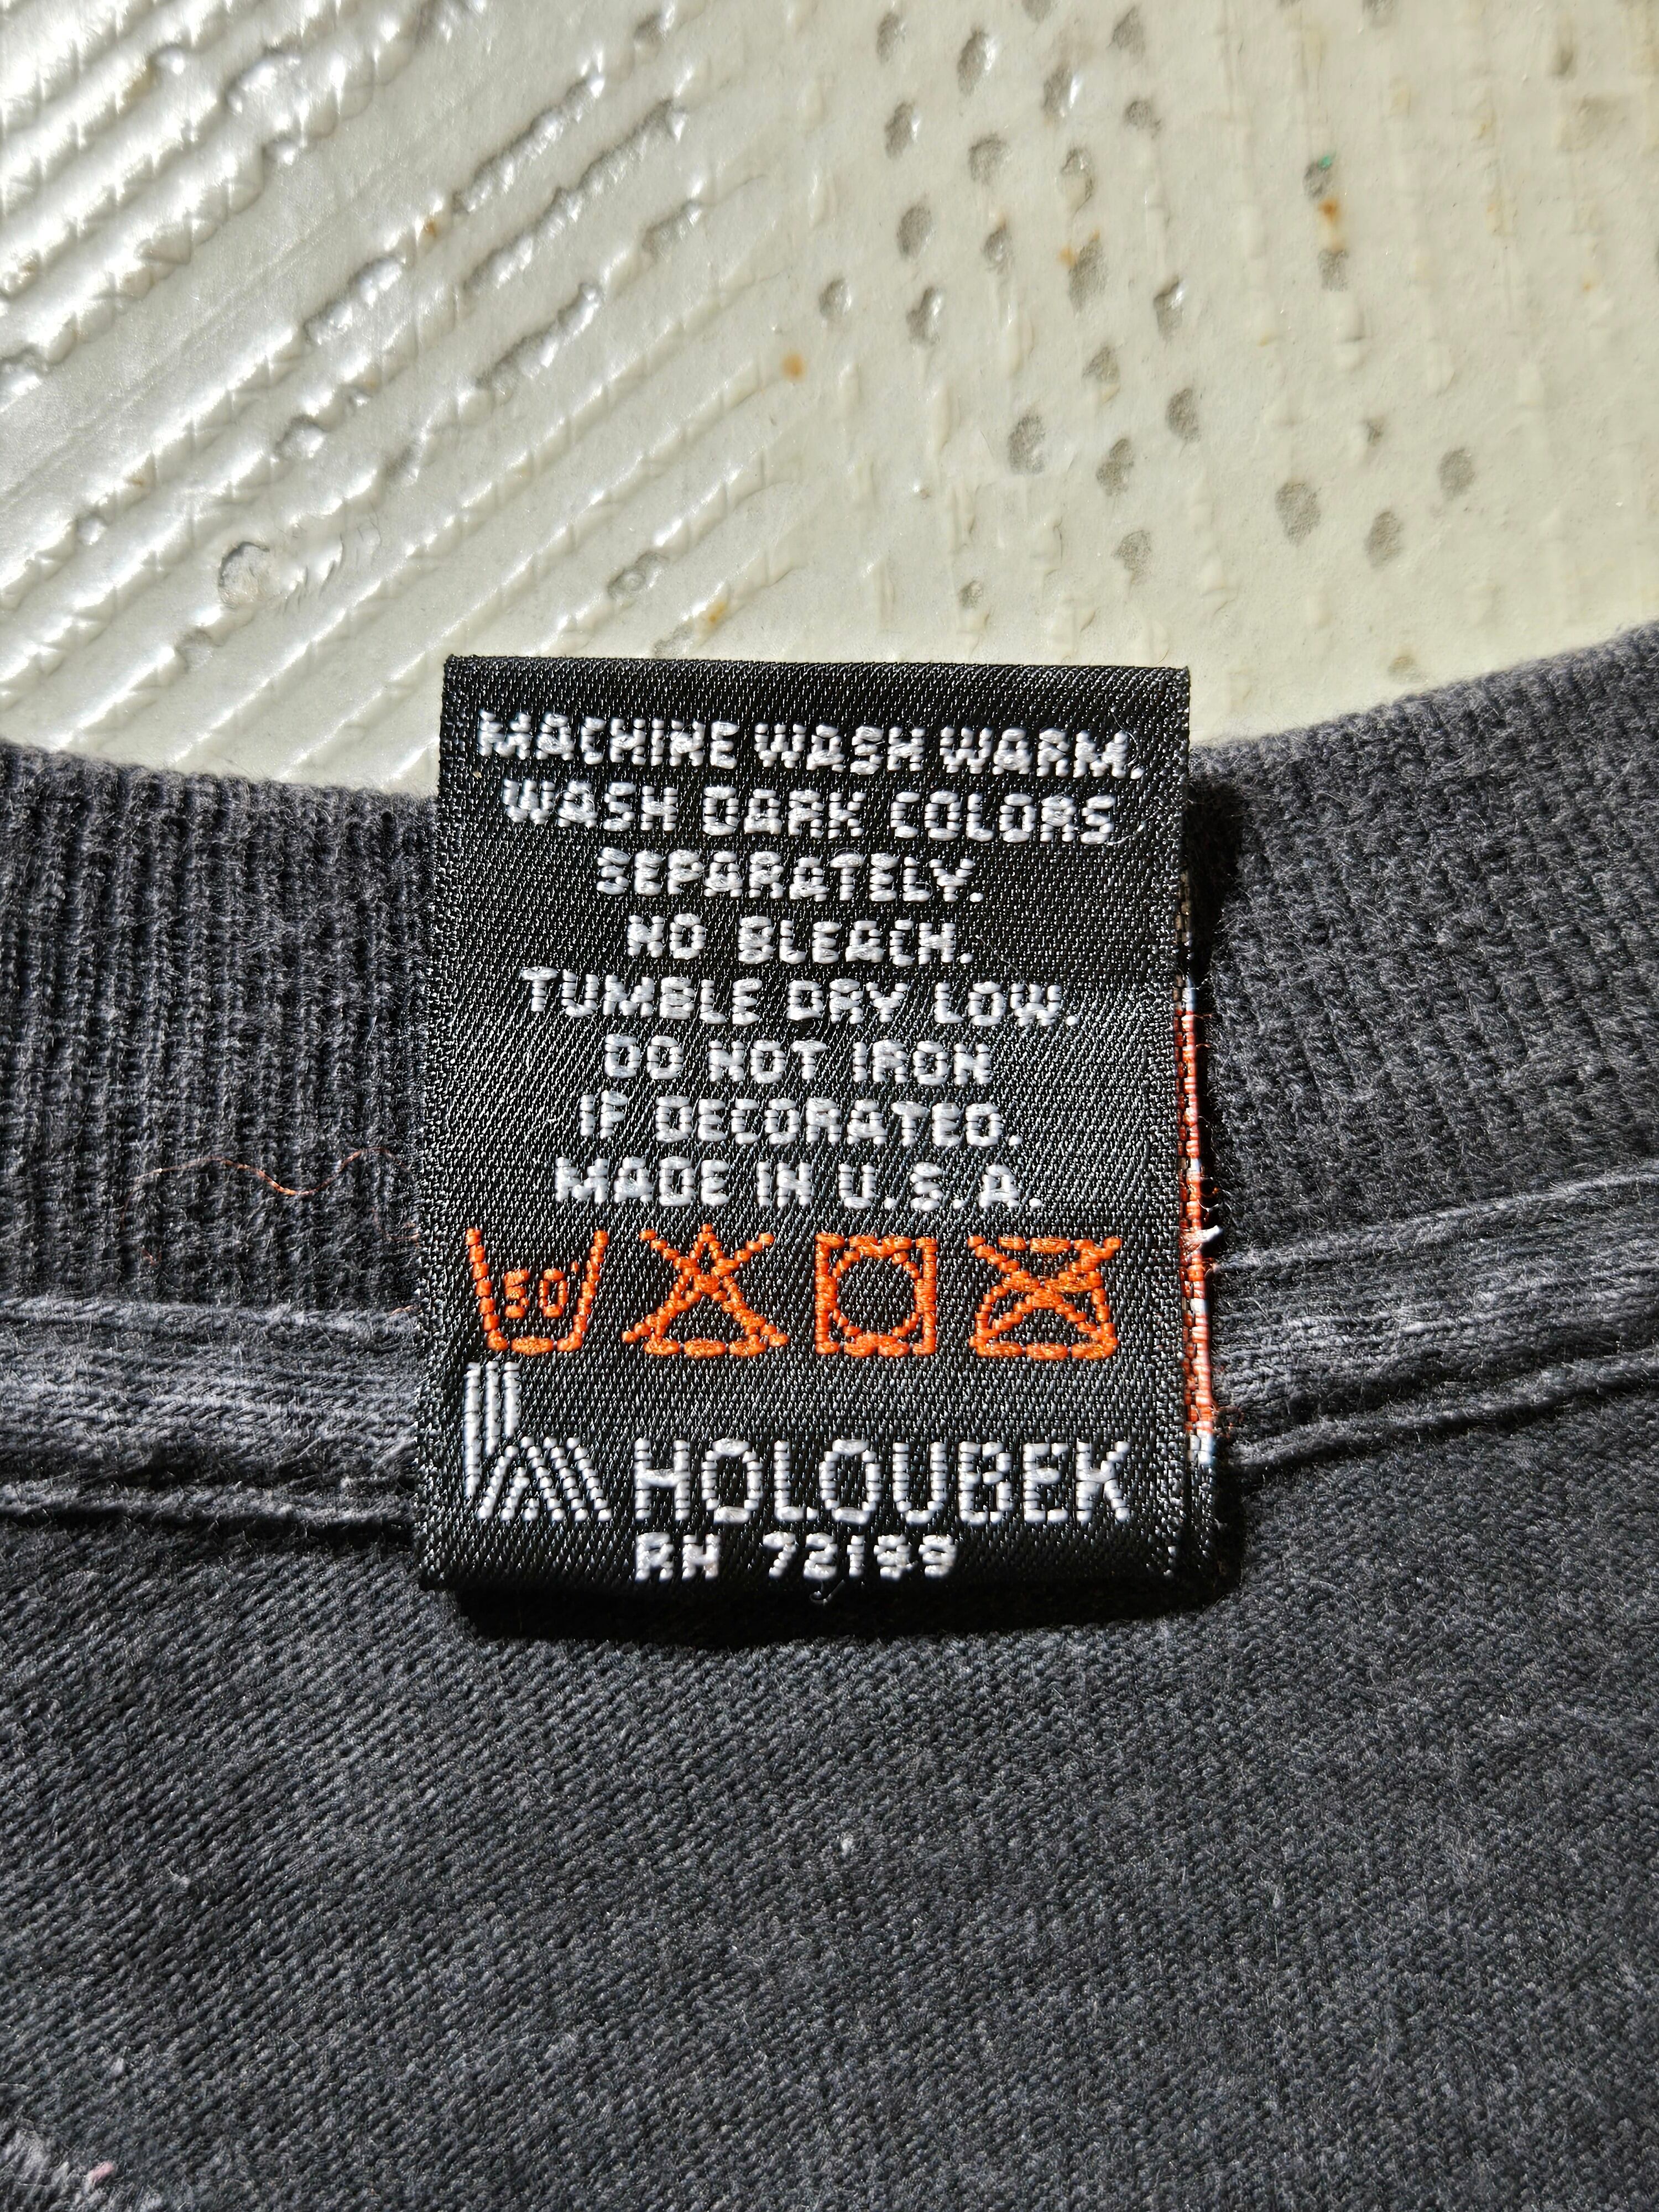 MACHINE WASH WARM.
WASH DARK COLORS
SEPARATELY.
NO BLEACH.
TUMBLE DRY LOW.
DO NOT IRON
IF DECORATED.
MADE IN U.S.A.
50
HOLOUBEK
RN 72199